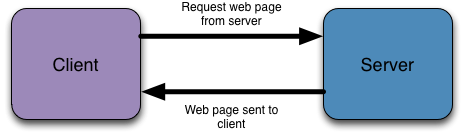 Request web page
from server
Client
Server
Web page sent to
client